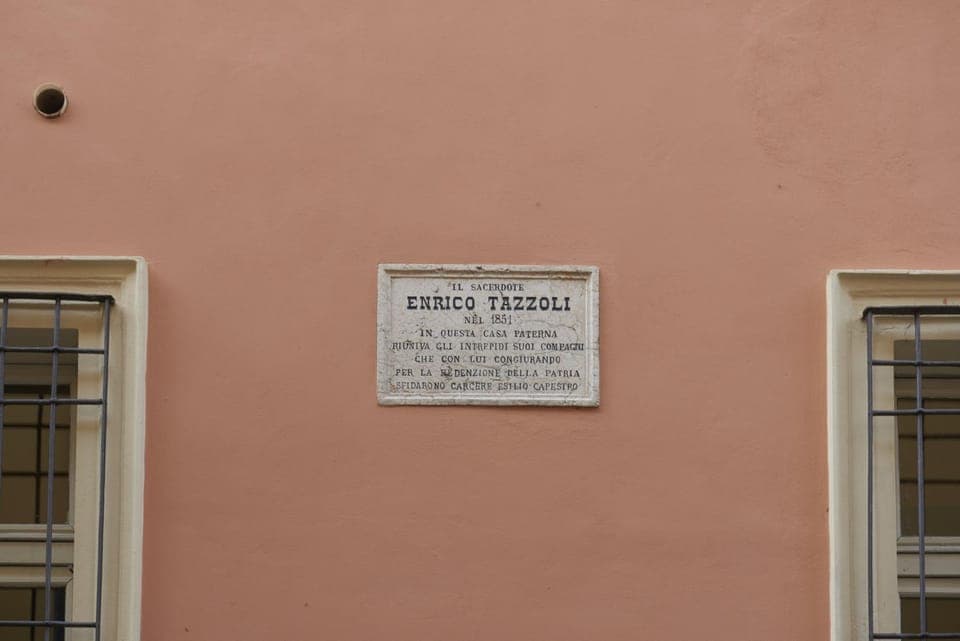 IL SACERDOTE
ENRICO TAZZOLI
NEL 1851
IN QUESTA CASA PATERNA
RIUNIVA GLI INTREPIDI SUOI COMPAGNI
CHE CON LUI CONGIURANDO
PER LA REDENZIONE DELLA PATRIA
SFIDARONO CARCERE ESILIO CAPESTRO